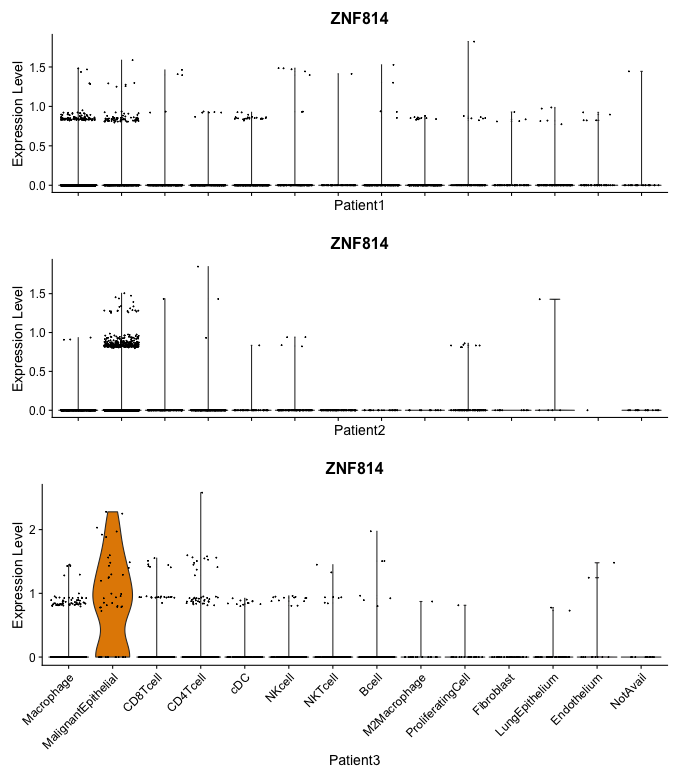 ZNF814
Expression Level
1.5
1.0
0.5
0.0
Patient1
ZNF814
Expression Level
1.5
1.0
0.5
0.0
Patient2
ZNF814
Expression Level
2
1
0
Macrophage
MalignantEpithelial
CD8Tcell
CD4Tcell
cDC
NKcell
NKTcell
Bcell
M2Macrophage
ProliferatingCell
Fibroblast
LungEpithelium
Endothelium
NotAvail
Patient3